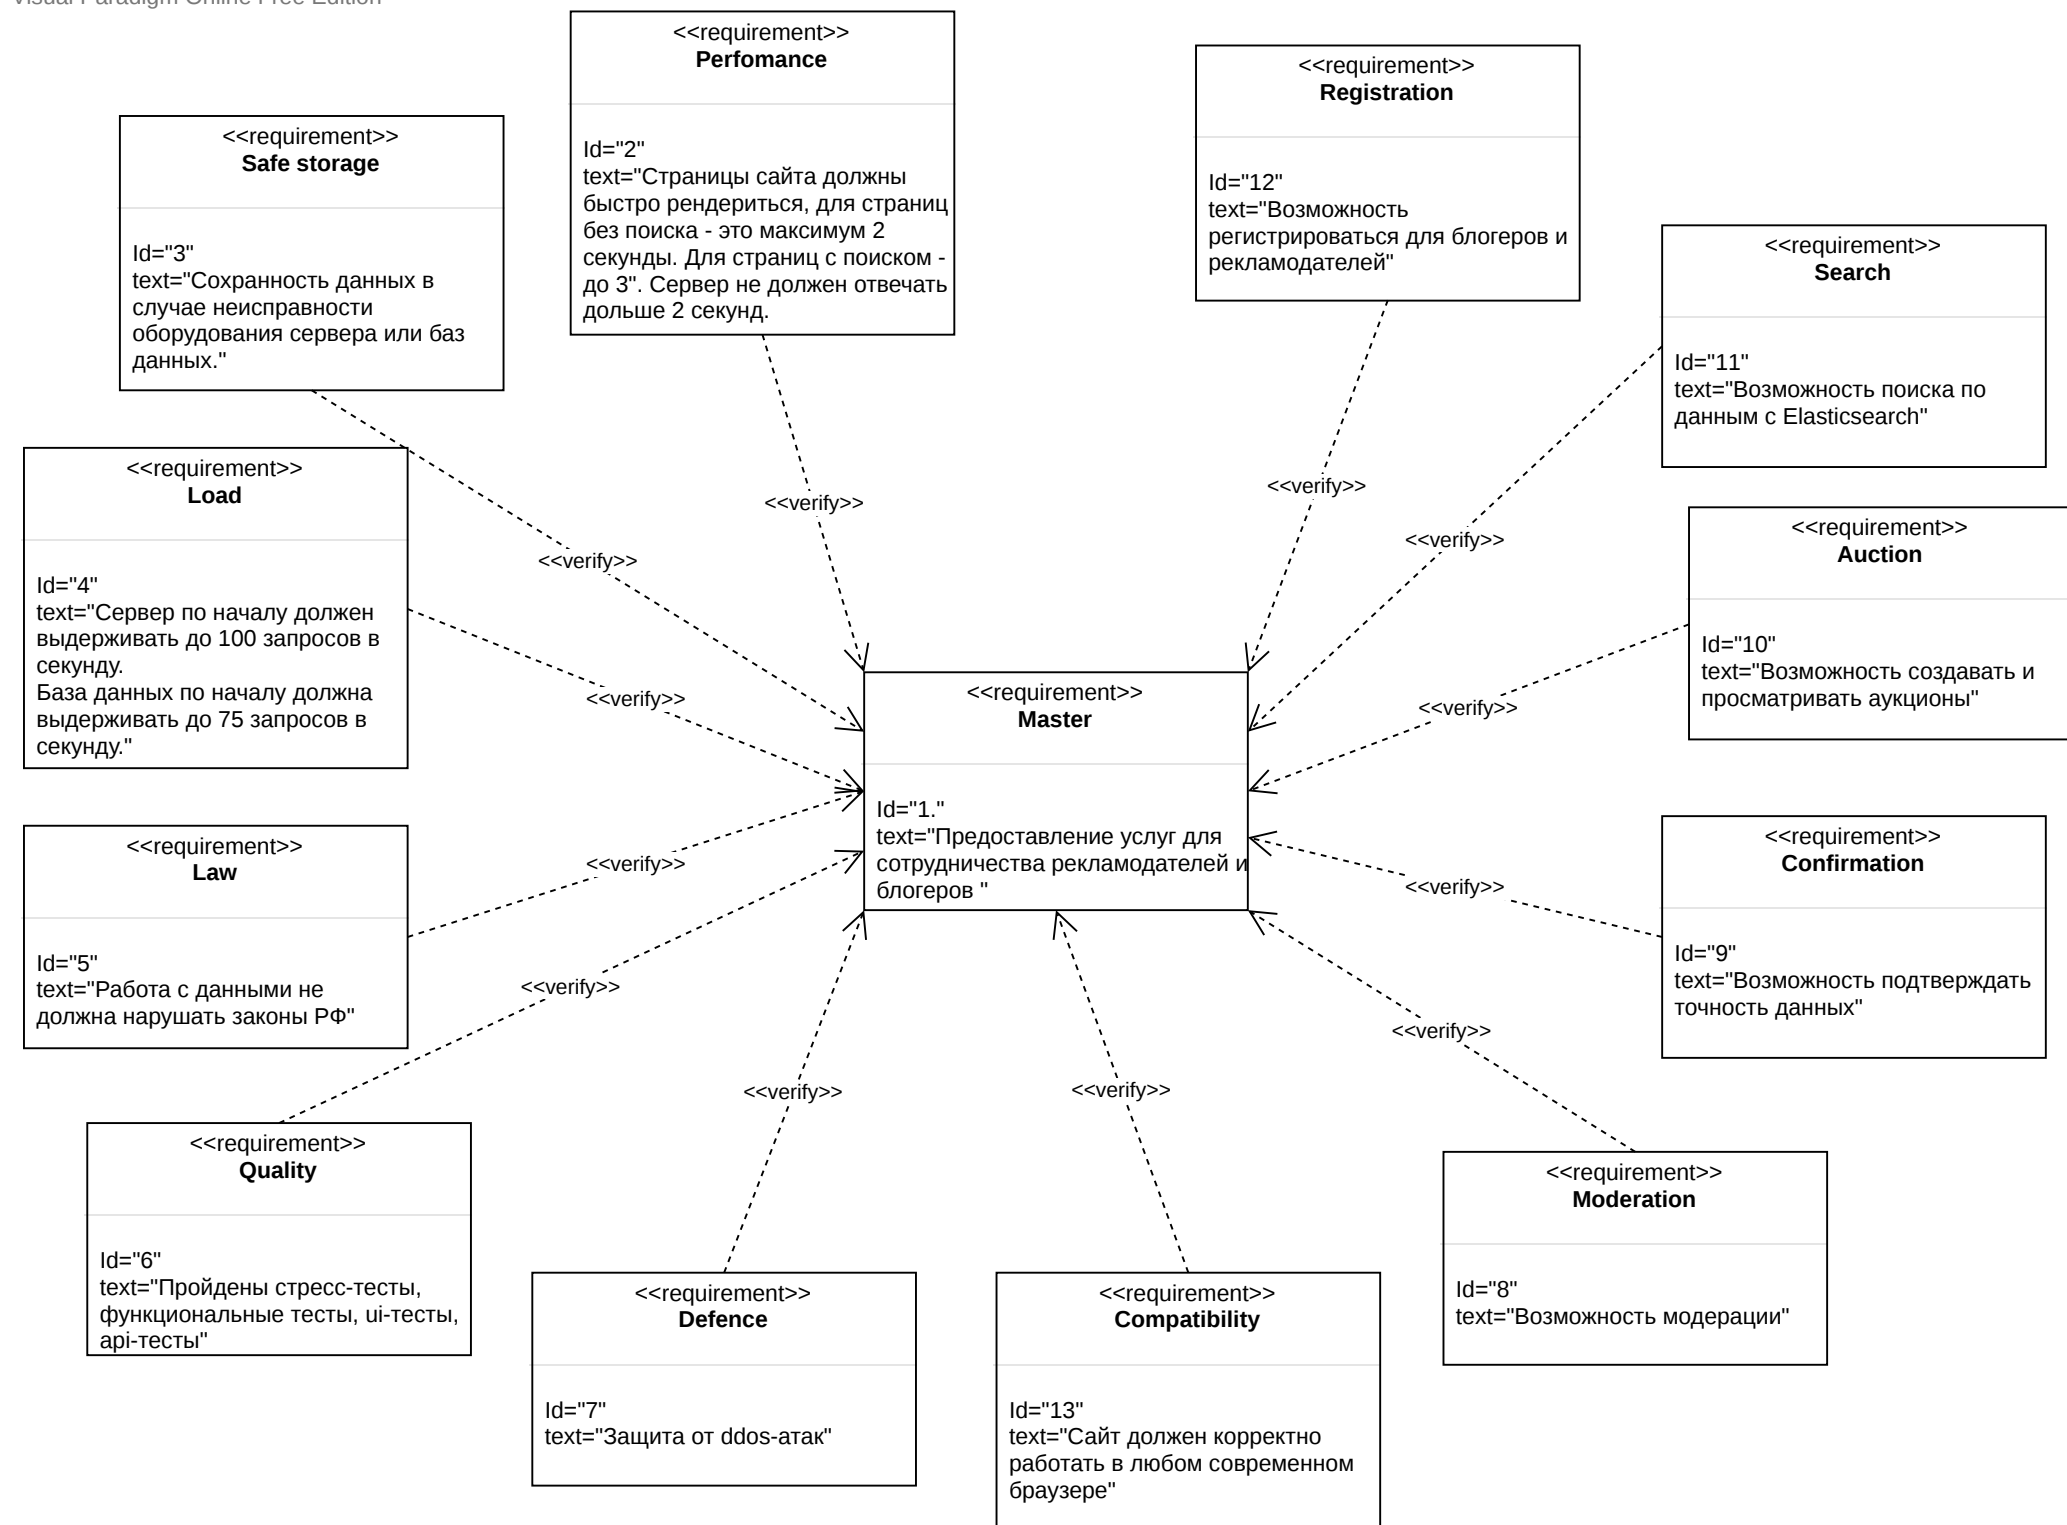 Visual Paradigm Online Free Edition
<<requirement>>
Perfomance
Id="2"
text="Страницы сайта должны
быстро рендериться, для страниц
без поиска - это максимум 2
секунды. Для страниц с поиском -
до 3". Сервер не должен отвечать
дольше 2 секунд.
<<requirement>>
Registration
Id="12"
text="Возможность
регистрироваться для блогеров и
рекламодателей"
<<requirement>>
Safe storage
Id="3"
text="Сохранность данных в
случае неисправности
оборудования сервера или баз
данных."
<<requirement>>
Search
Id="11"
text="Возможность поиска по
данным с Elasticsearch"
<<requirement>>
Load
Id="4"
text="Сервер по началу должен
выдерживать до 100 запросов в
секунду.
База данных по началу должна
выдерживать до 75 запросов в
секунду."
<<verify>>
<<verify>>
<<verify>>
<<verify>>
<<requirement>>
Auction
Id="10"
text="Возможность создавать и
просматривать аукционы"
<<verify>>
<<verify>>
<<requirement>>
Master
Id="1."
text="Предоставление услуг для
сотрудничества рекламодателей и
блогеров "
<<requirement>>
Law
Id="5"
text="Работа с данными не
должна нарушать законы РФ"
<<verify>>
<<verify>>
<<requirement>>
Confirmation
Id="9"
text="Возможность подтверждать
точность данных"
<<verify>>
<<verify>>
<<verify>>
<<verify>>
<<requirement>>
Quality
Id="6"
text="Пройдены стресс-тесты,
функциональные тесты, ui-тесты,
api-тесты"
<<requirement>>
Moderation
Id="8"
text="Возможность модерации"
<<requirement>>
Defence
Id="7"
text="Защита от ddos-атак"
<<requirement>>
Compatibility
Id="13"
text="Сайт должен корректно
работать в любом современном
браузере"